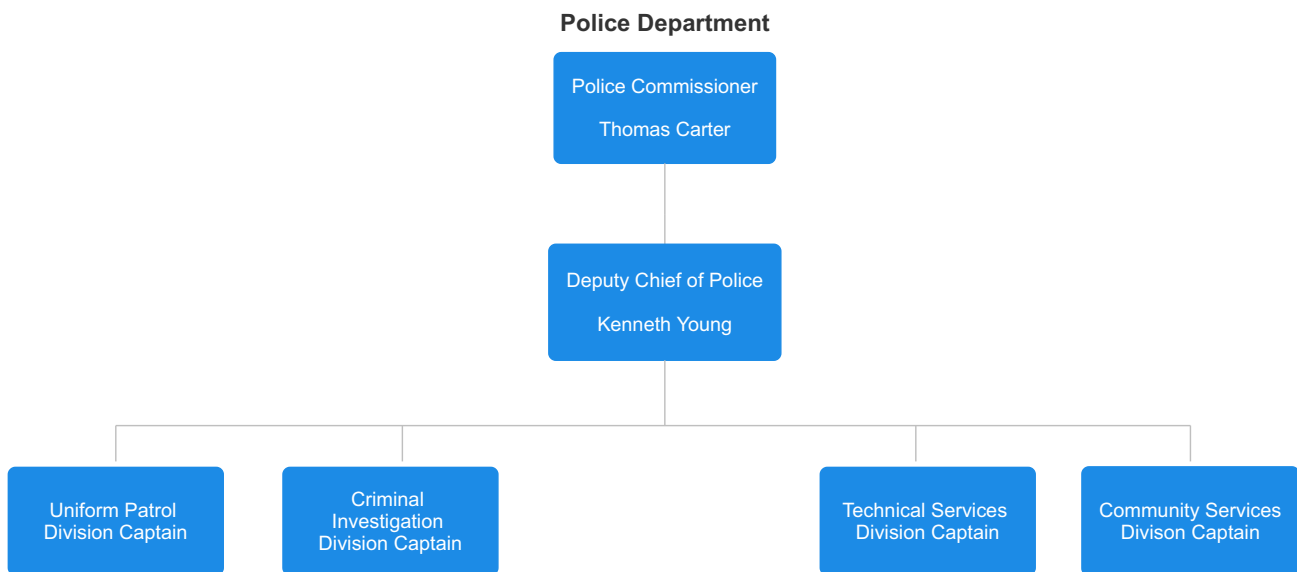 Police Department
Police Commissioner
Thomas Carter
Deputy Chief of Police
Kenneth Young
Uniform Patrol
Division Captain
Criminal
Investigation
Division Captain
Technical Services
Division Captain
Community Services
Divison Captain